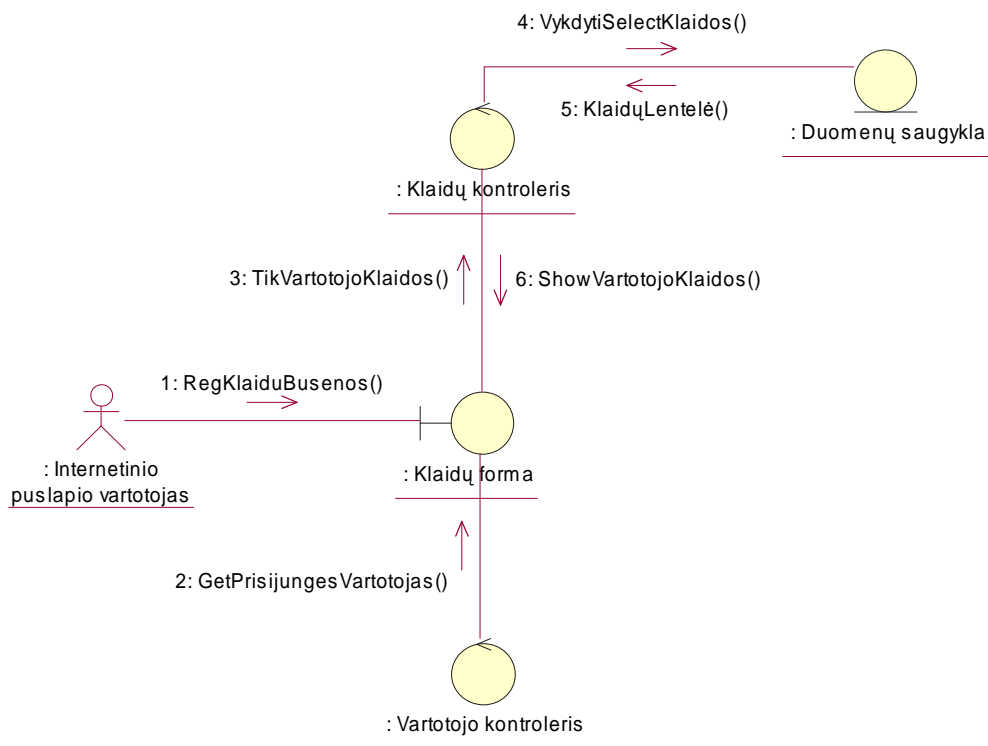 4: VykdytiSelectKlaidos()
5: KlaidųLentelė()
: Duomenų saugykla
: Klaidų kontroleris
3: TikVartotojoKlaidos()
6: ShowVartotojoKlaidos()
1: RegKlaiduBusenos()
: Internetinio
puslapio vartotojas
: Klaidų forma
2: GetPrisijungesVartotojas()
: Vartotojo kontroleris